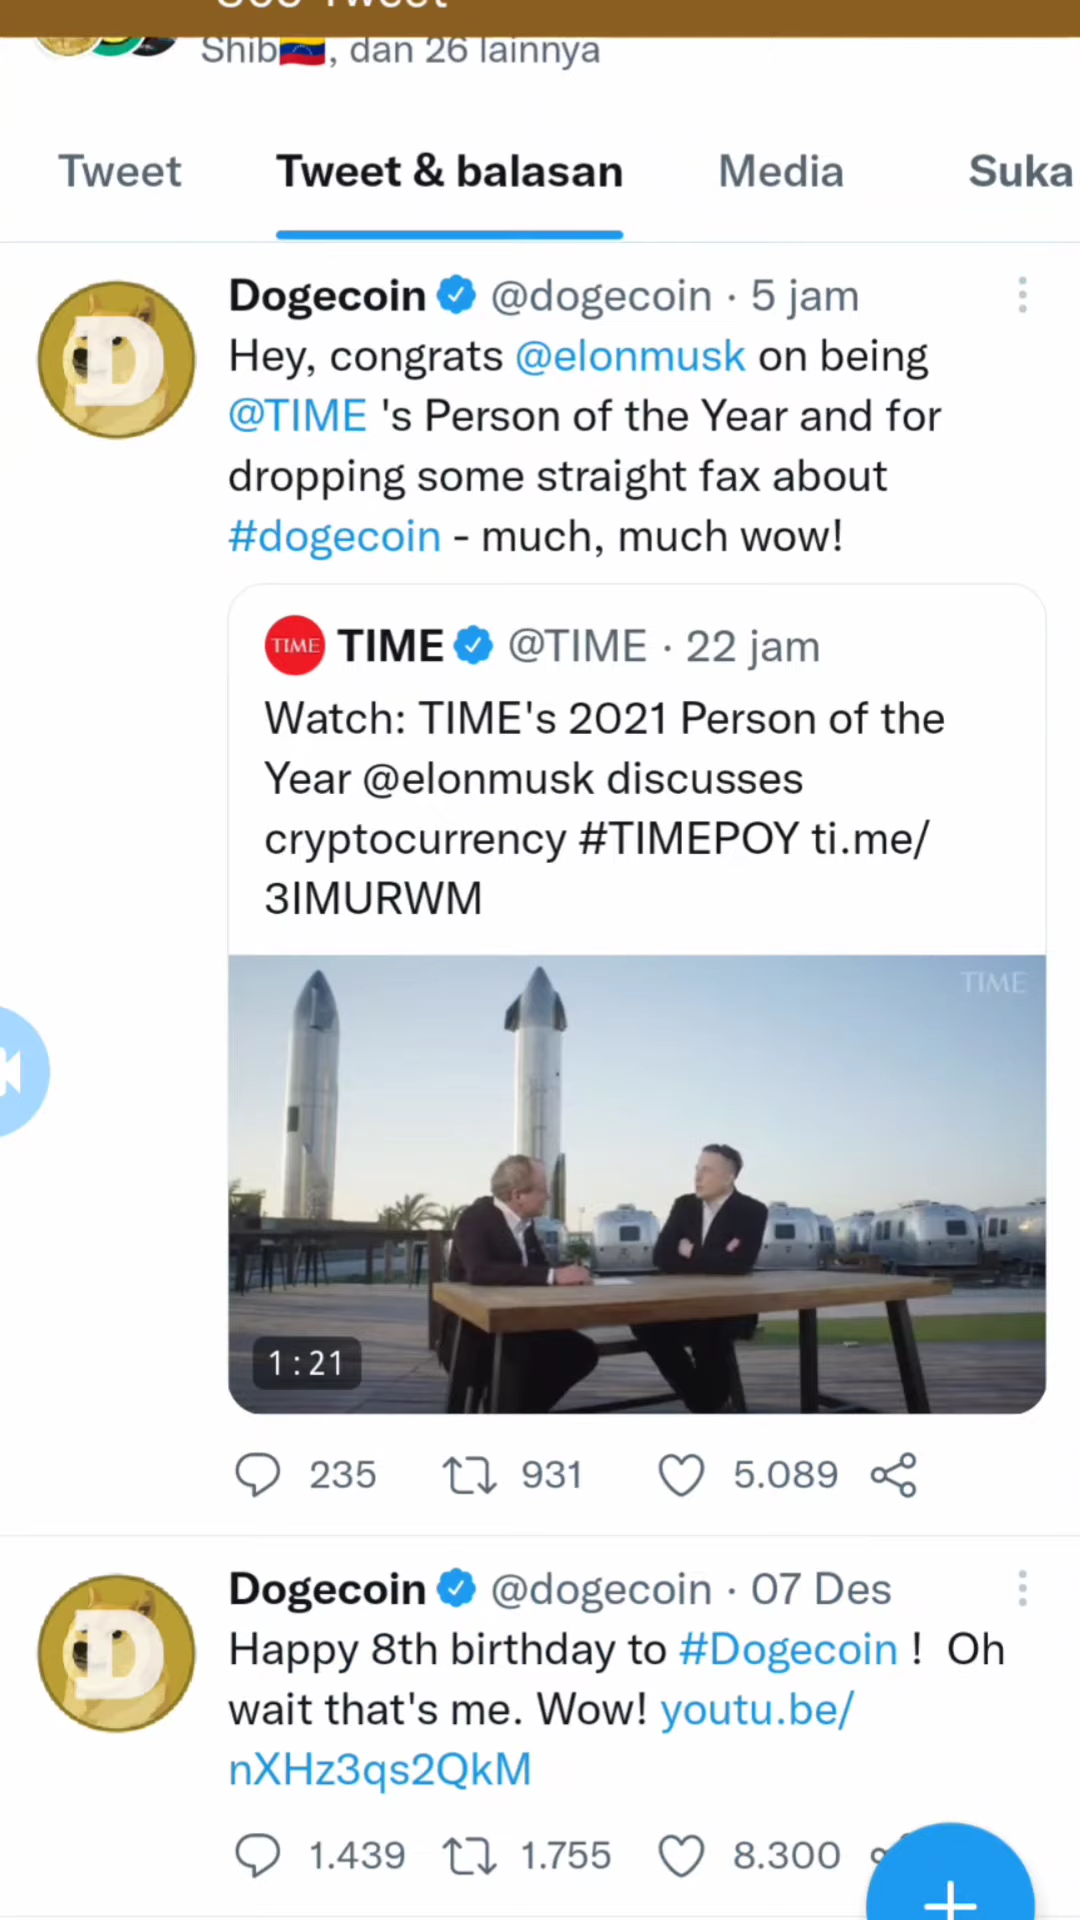 See Tweet
Shib🇻🇪, dan 26 lainnya
Tweet Tweet & balasan Media Suka
Dogecoin @dogecoin · 5 jam
Hey, congrats @elonmusk on being
@TIME 's Person of the Year and for
dropping some straight fax about
#dogecoin - much, much wow!
TIME TIME @TIME · 22 jam
Watch: TIME's 2021 Person of the
Year @elonmusk discusses
cryptocurrency #TIMEPOY ti.me/
3IMURWM
TIME
1:21
235 931 5.089
Dogecoin @dogecoin · 07 Des
Happy 8th birthday to #Dogecoin ! Oh
wait that's me. Wow! youtu.be/
nXHz3qs2QkM
1.439 1.755 8.300